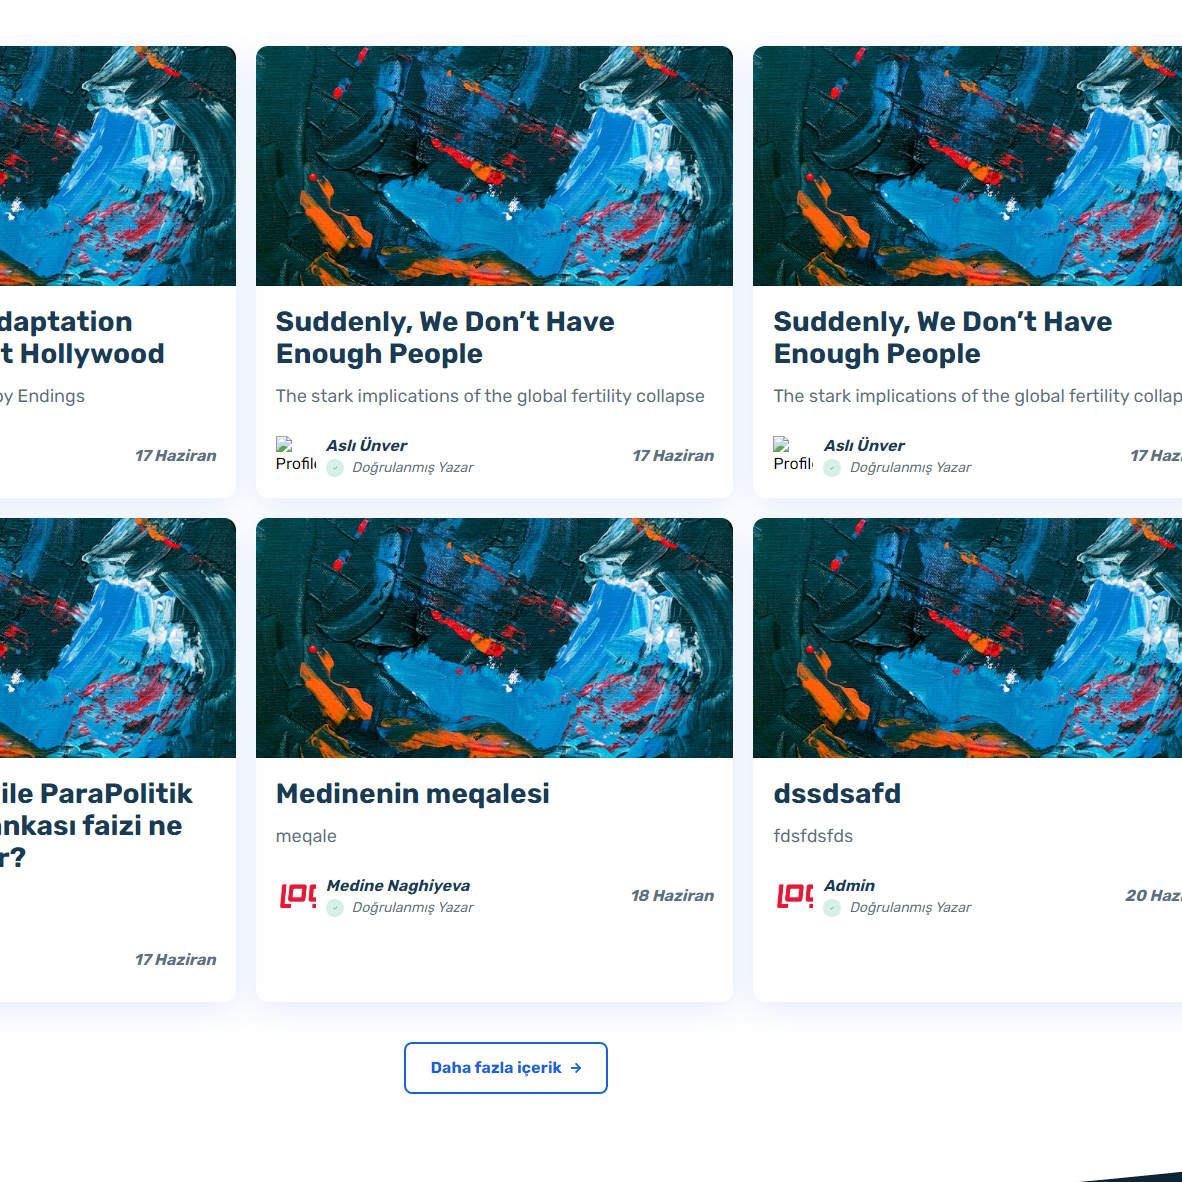 daptation
t Hollywood
y Endings
17 Haziran
Suddenly, We Don’t Have
Enough People
The stark implications of the global fertility collapse
Profil
Aslı Ünver
Doğrulanmış Yazar
17 Haziran
Suddenly, We Don’t Have
Enough People
The stark implications of the global fertility collap
Profil
Aslı Ünver
Doğrulanmış Yazar
17 Hazi
ile ParaPolitik
ankası faizi ne
r?
17 Haziran
Medinenin meqalesi
meqale
Medine Naghiyeva
Doğrulanmış Yazar
18 Haziran
dssdsafd
fdsfdsfds
Admin
Doğrulanmış Yazar
20 Hazi
Daha fazla içerik →